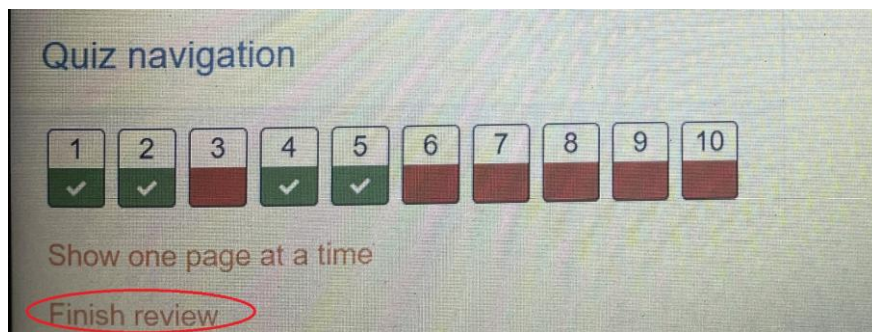 Quiz navigation
1 2 3 4 5 6 7 8 9 10
Show one page at a time
Finish review